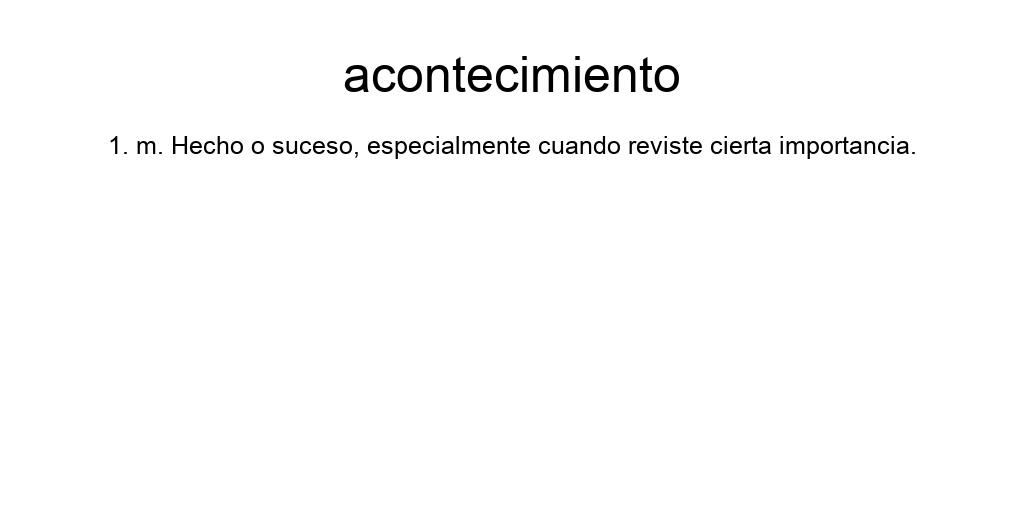 acontecimiento
1. m. Hecho o suceso, especialmente cuando reviste cierta importancia.